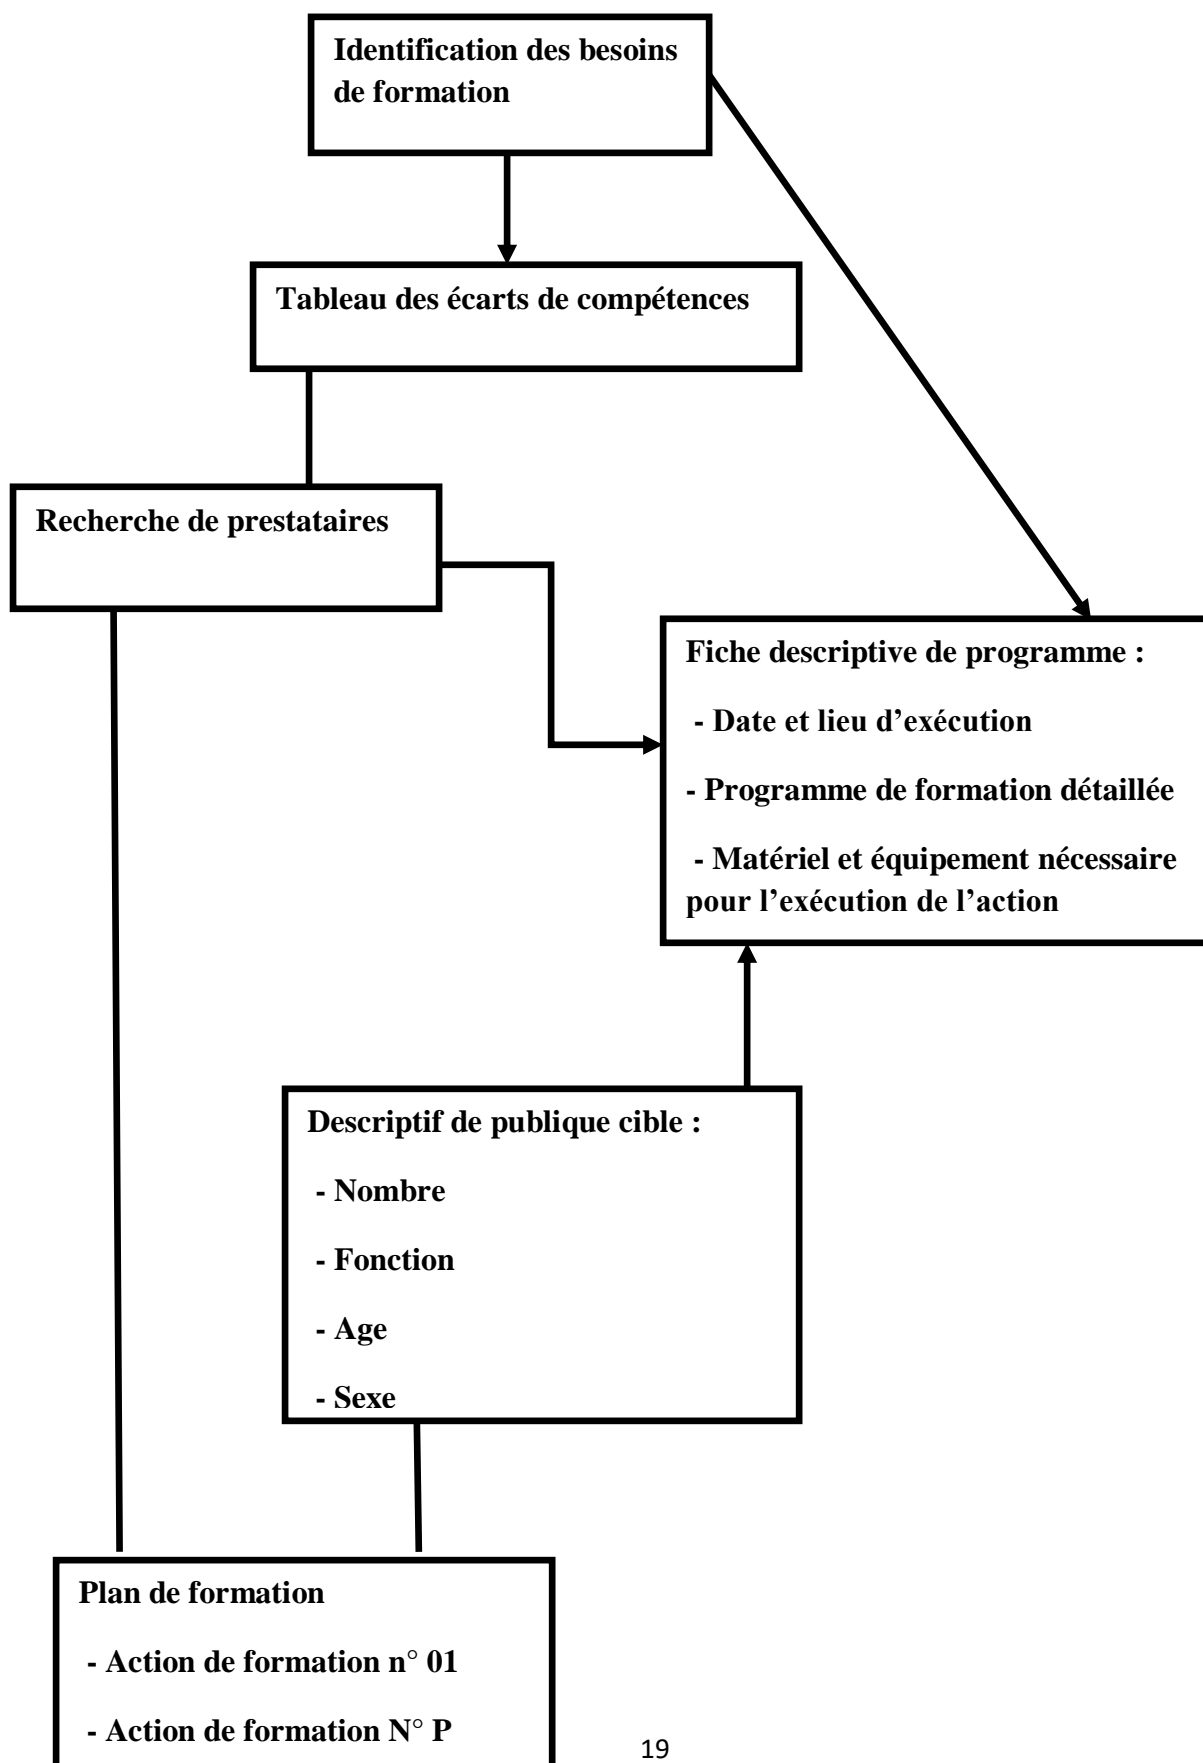 Identification des besoins
de formation
Tableau des écarts de compétences
Recherche de prestataires
Fiche descriptive de programme :
- Date et lieu d’exécution
- Programme de formation détaillée
- Matériel et équipement nécessaire
pour l’exécution de l’action
Descriptif de publique cible :
- Nombre
- Fonction
- Age
- Sexe
Plan de formation
- Action de formation n° 01
- Action de formation N° P
19